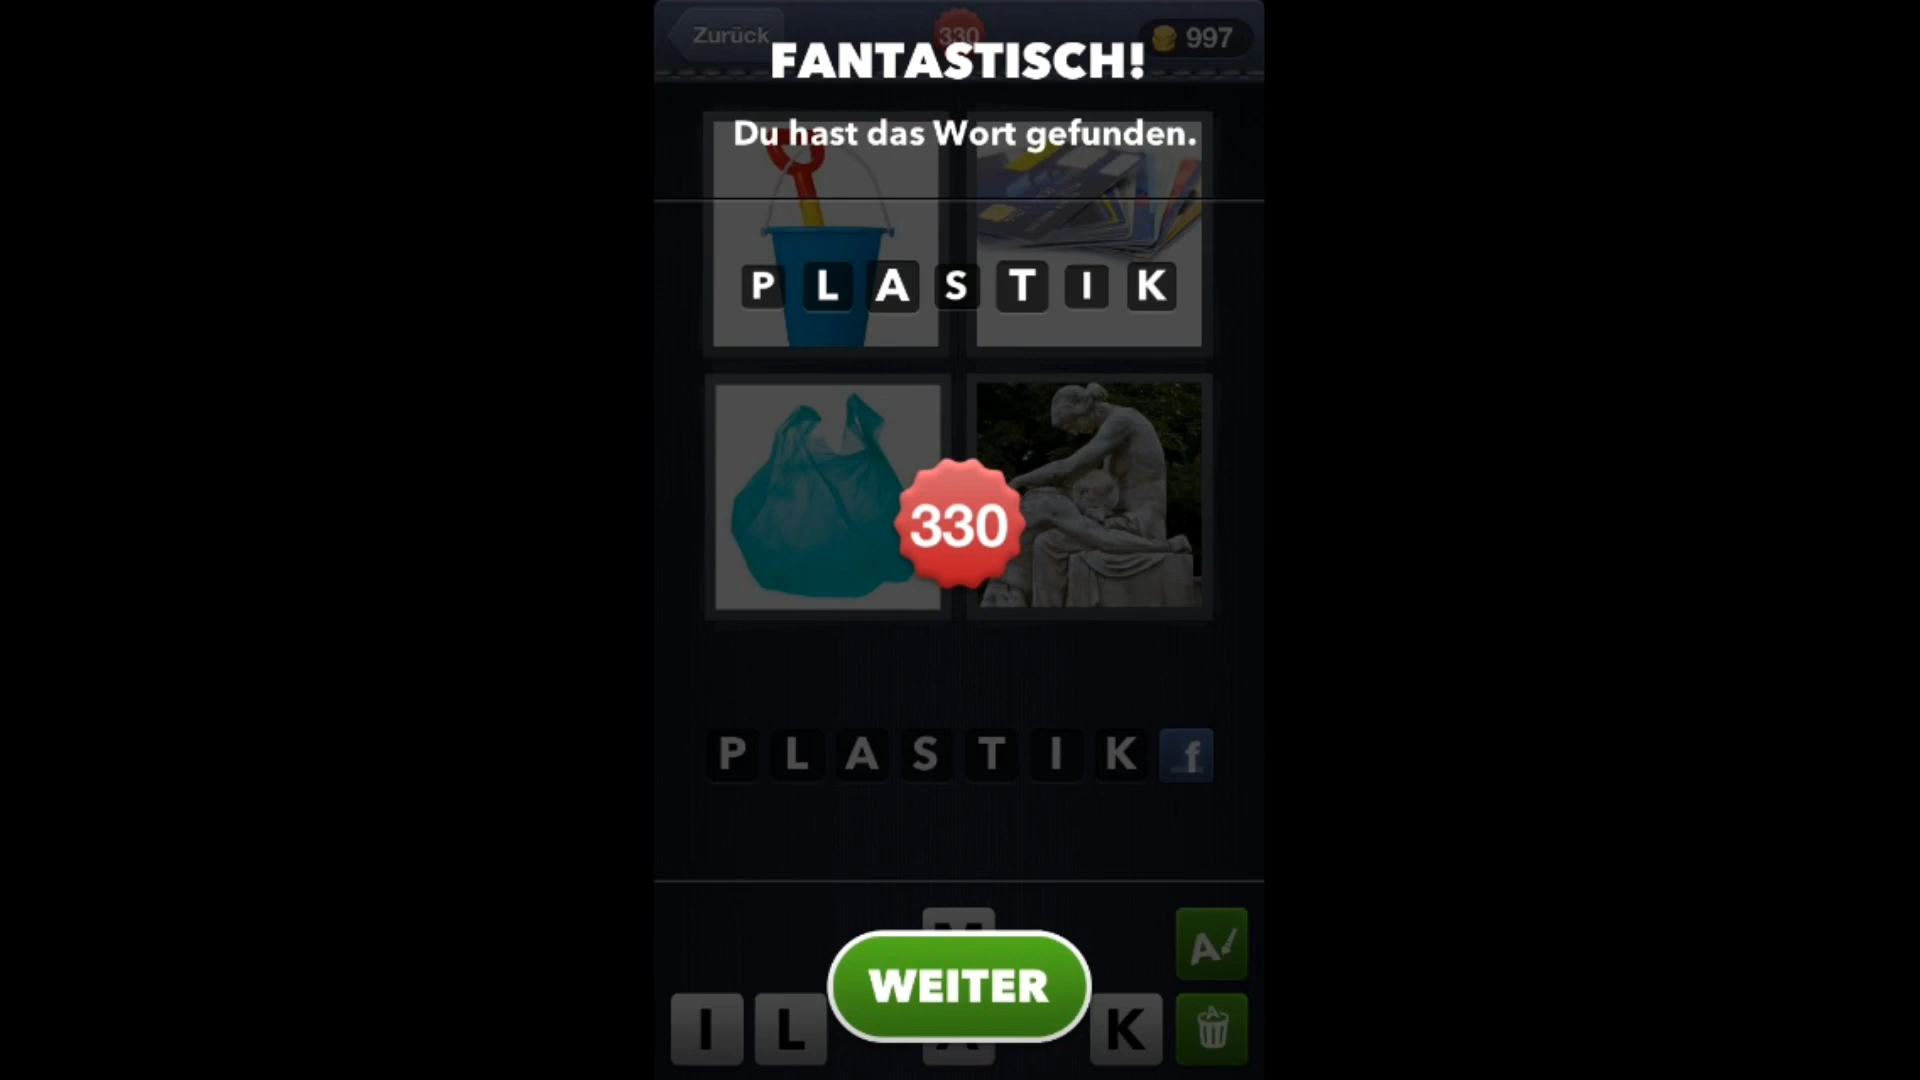 Zurück 330 997
FANTASTISCH!
Du hast das Wort gefunden.
PLASTIK
330
PLASTIK f
A
WEITER
I L K